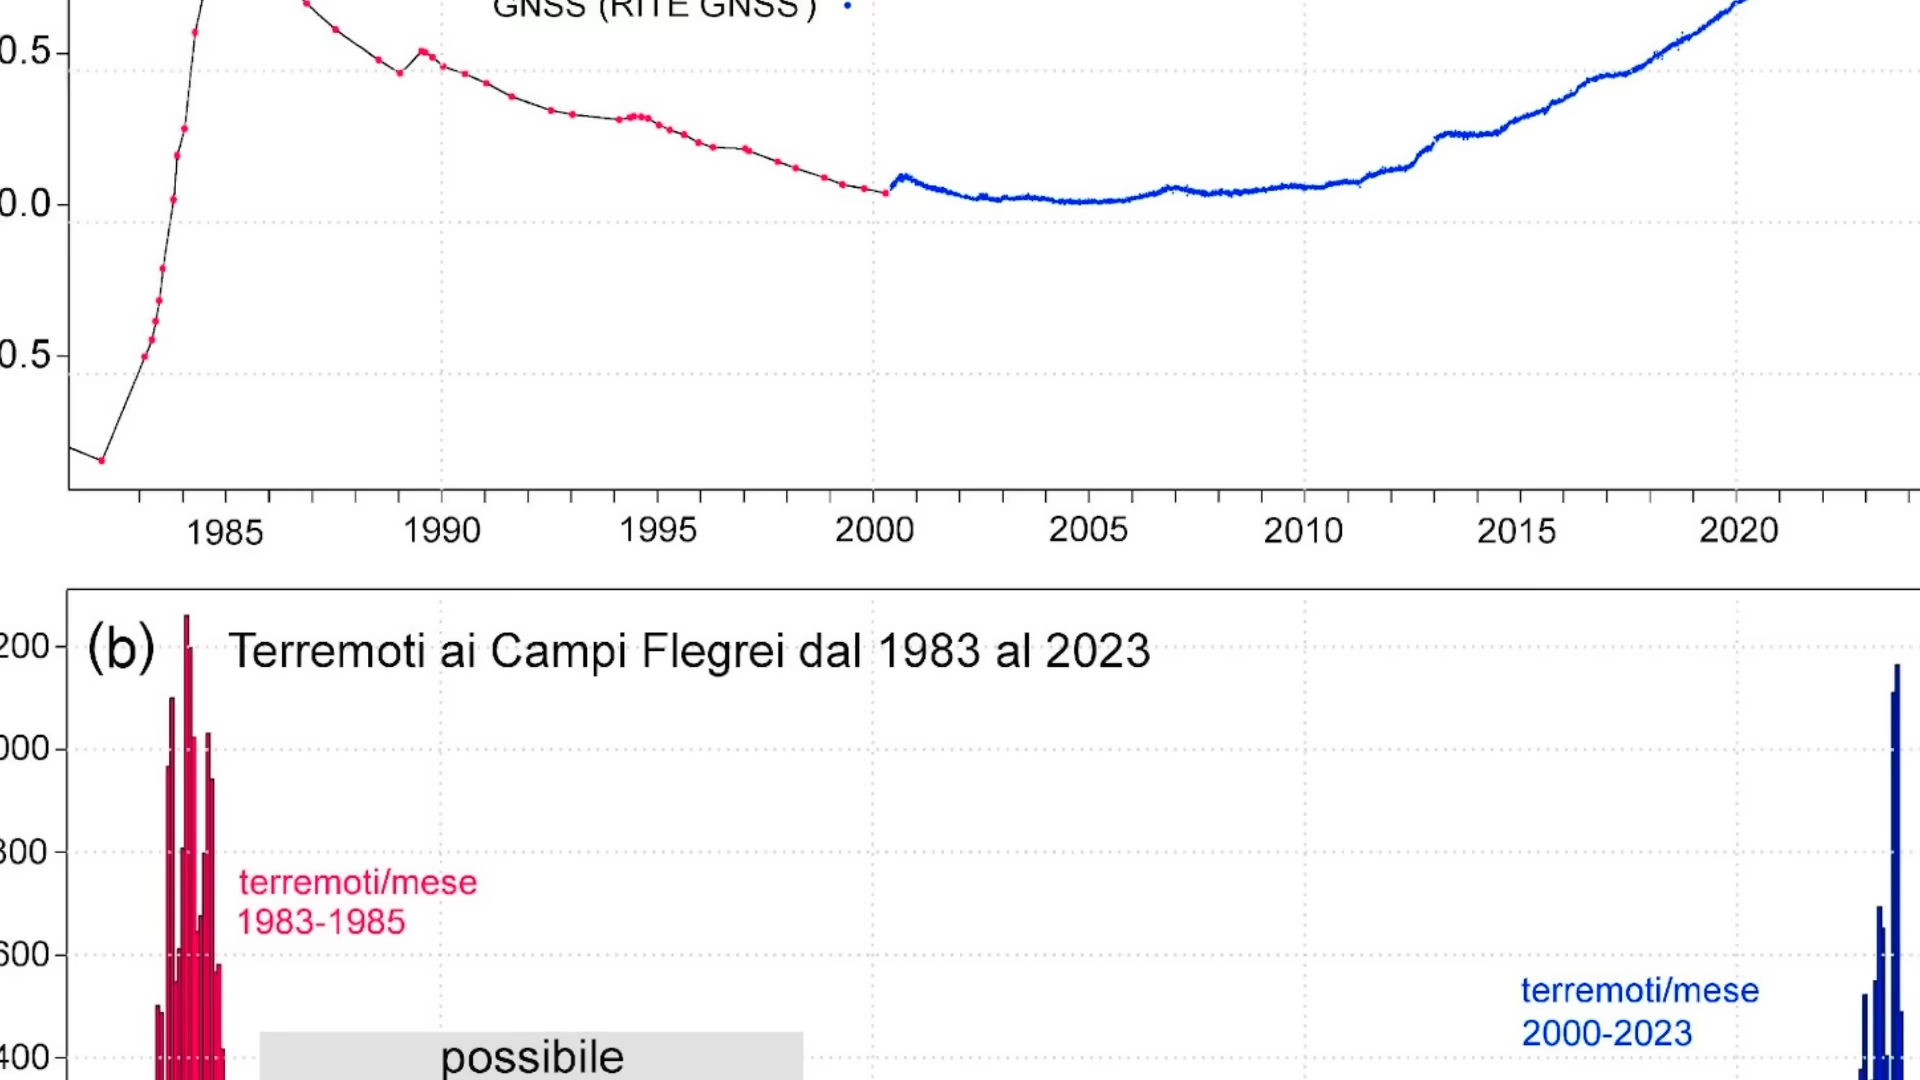 GNSS (RITE GNSS )
0.5
0.0
0.5
1985 1990 1995 2000 2005 2010 2015 2020
(b) Terremoti ai Campi Flegrei dal 1983 al 2023
200
000
800
terremoti/mese
1983-1985
600
terremoti/mese
2000-2023
400
possibile